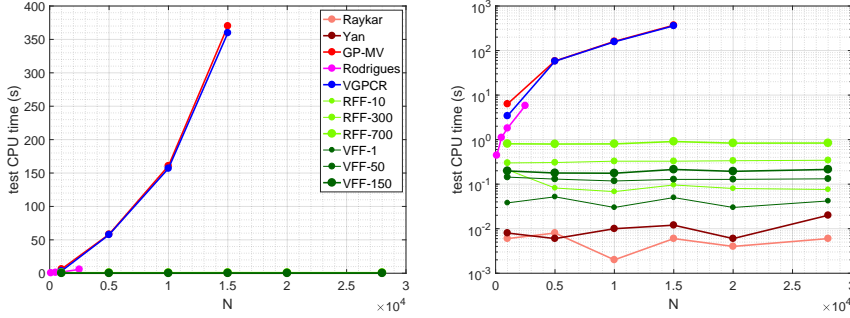 400
350
300
250
200
150
100
50
0
test CPU time (s)
0 0.5 1 1.5 2 2.5 3
N
×10^4
Raykar
Yan
GP-MV
Rodrigues
VGPCR
RFF-10
RFF-300
RFF-700
VFF-1
VFF-50
VFF-150
10^3
10^2
10^1
10^0
10^-1
10^-2
10^-3
test CPU time (s)
0 0.5 1 1.5 2 2.5 3
N
×10^4